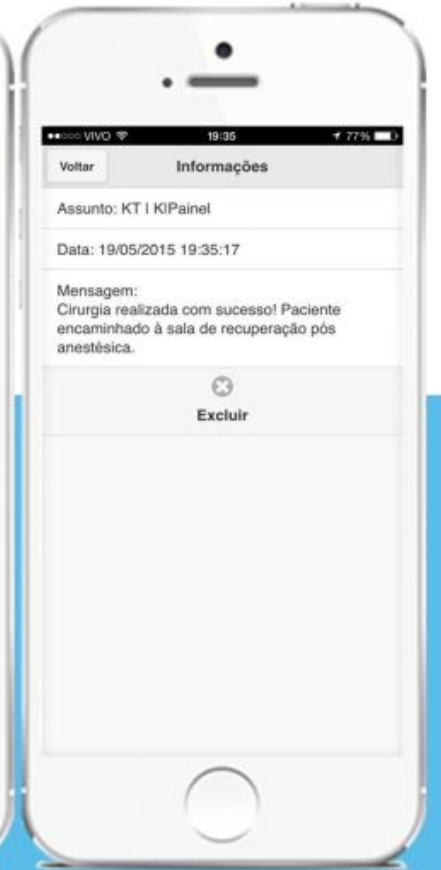 VIVO 19:35 77%
Voltar Informações
Assunto: KT | KIPainel
Data: 19/05/2015 19:35:17
Mensagem:
Cirurgia realizada com sucesso! Paciente
encaminhado à sala de recuperação pós
anestésica.
Excluir